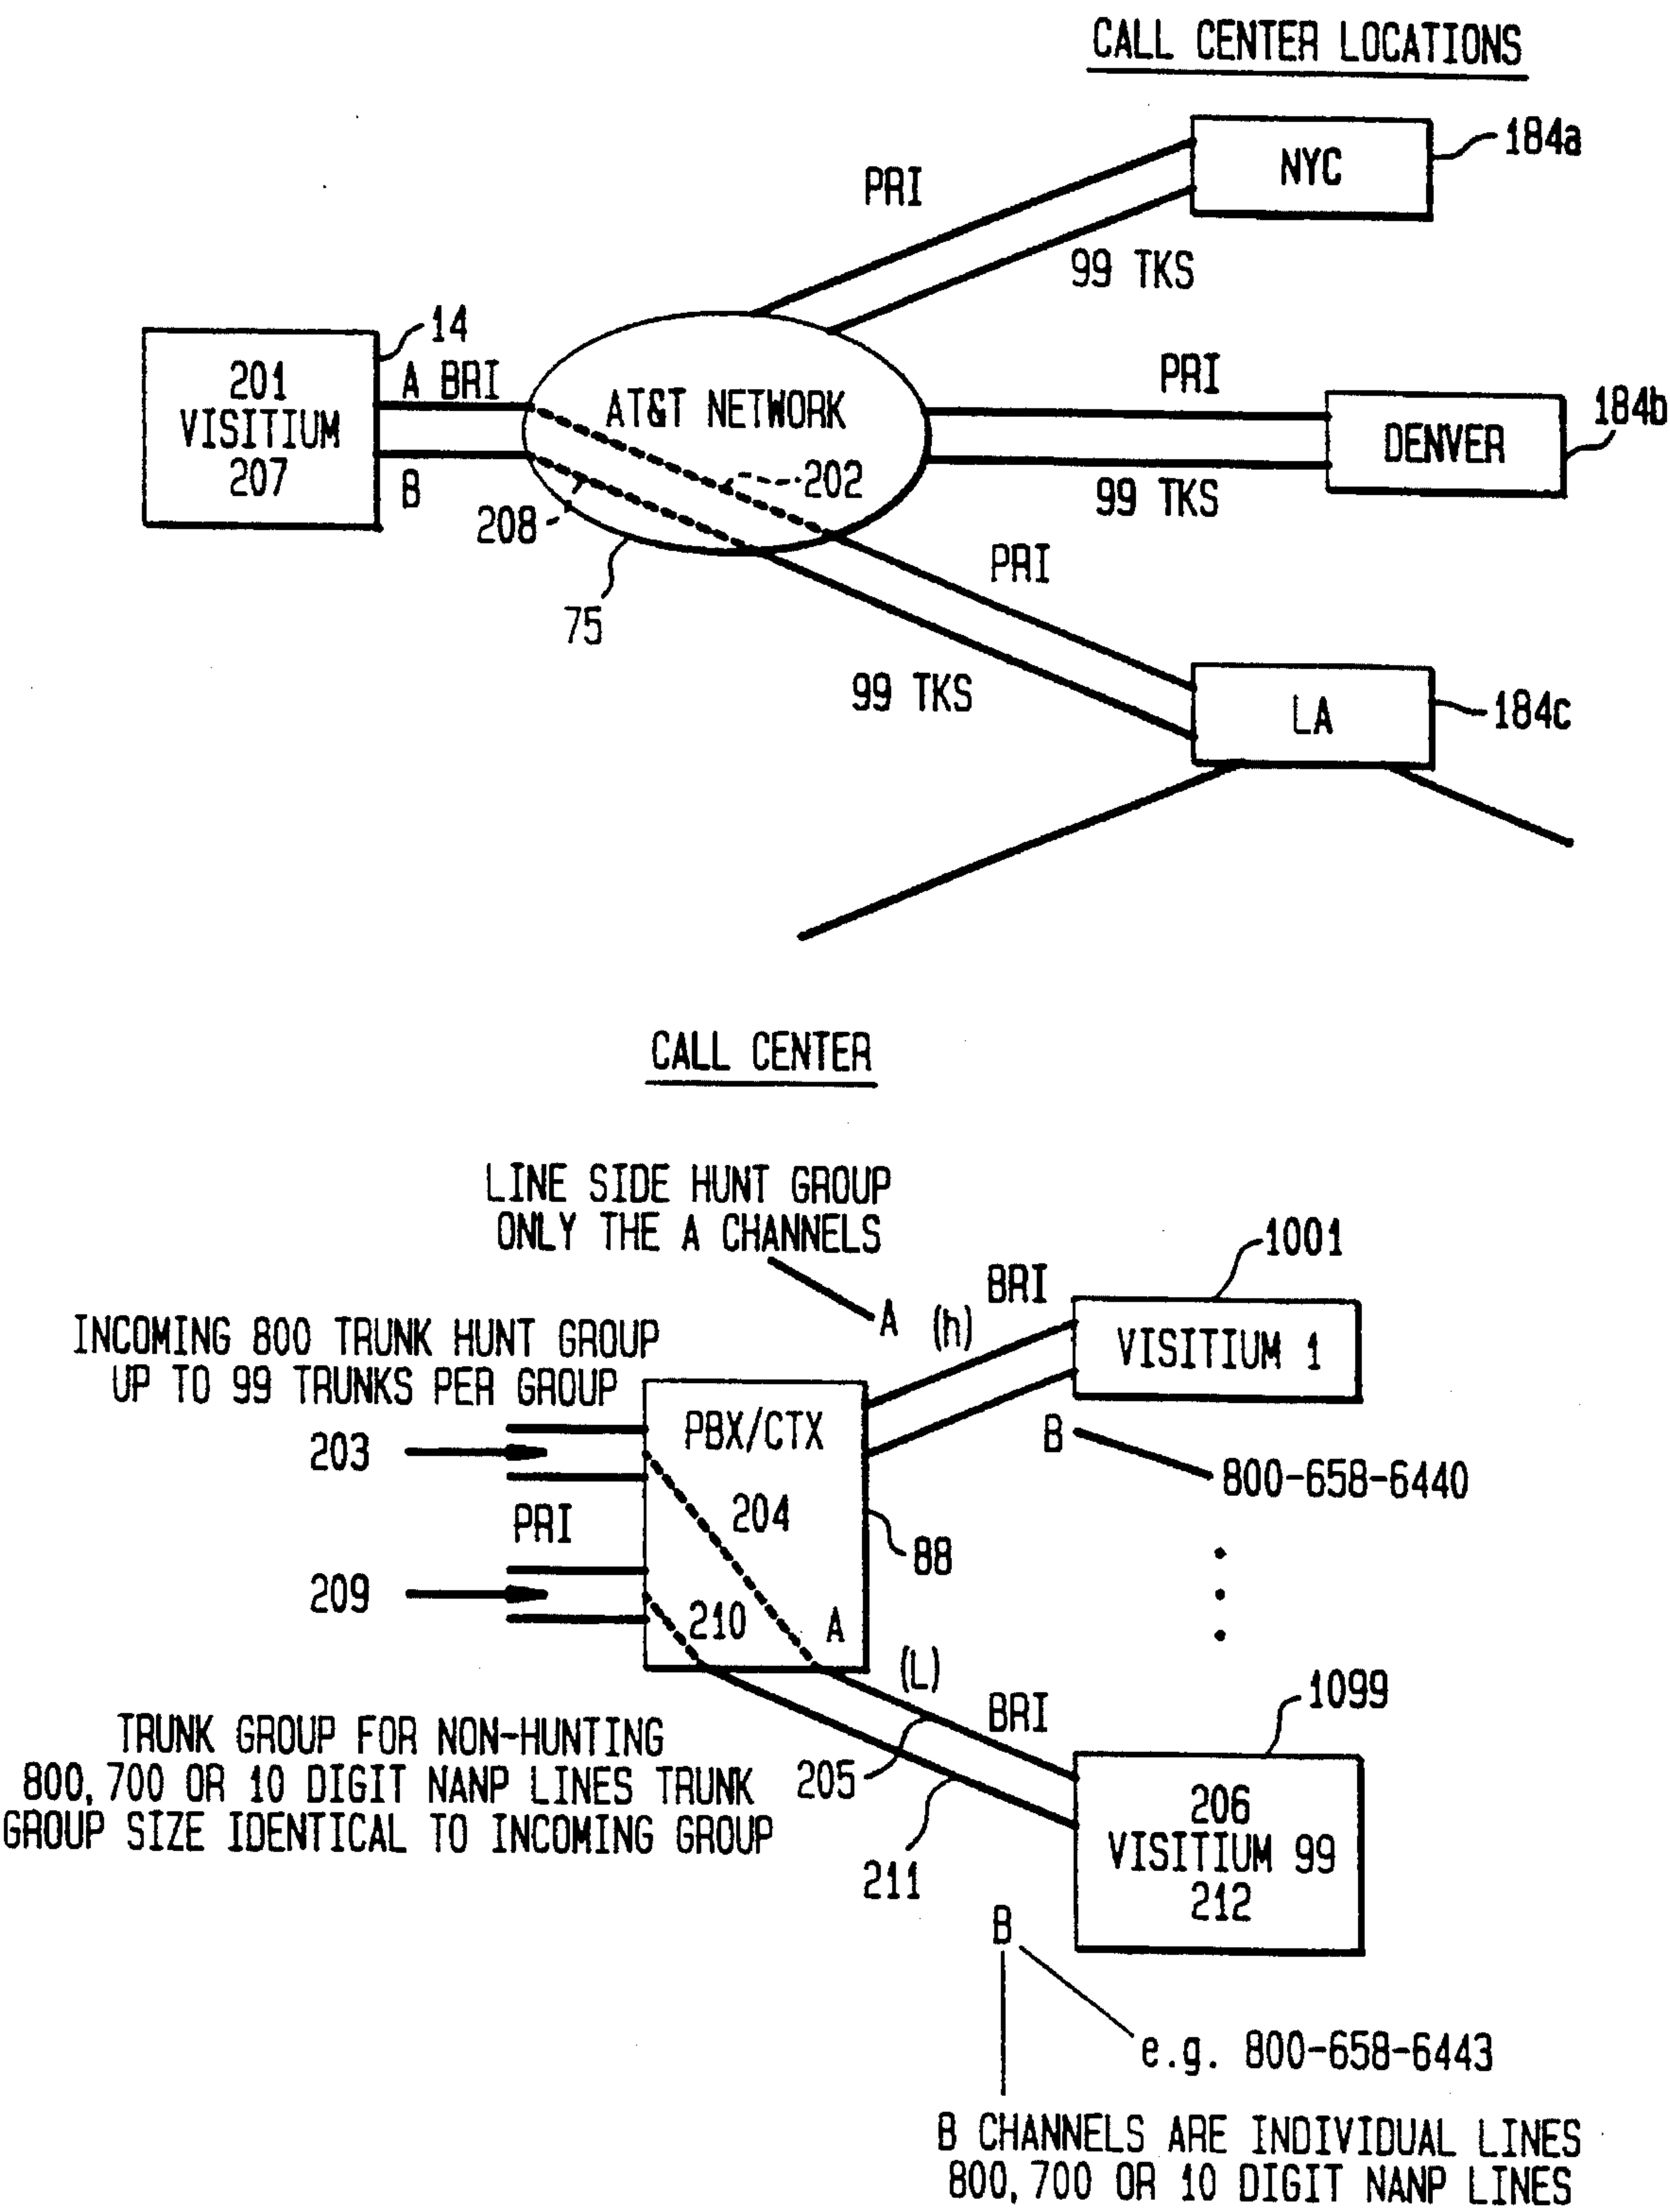 CALL CENTER LOCATIONS
NYC
184a
PRI
99 TKS
14
201
VISITIUM
207
A BRI
B
AT&T NETWORK
202
208
75
PRI
99 TKS
DENVER
184b
PRI
99 TKS
LA
184c
CALL CENTER
LINE SIDE HUNT GROUP
ONLY THE A CHANNELS
A (h) BRI
1001
VISITIUM 1
B
800-658-6440
INCOMING 800 TRUNK HUNT GROUP
UP TO 99 TRUNKS PER GROUP
203
PRI
209
PBX/CTX
204
210
A
88
(L)
BRI
205
211
1099
206
VISITIUM 99
212
TRUNK GROUP FOR NON-HUNTING
800, 700 OR 10 DIGIT NANP LINES TRUNK
GROUP SIZE IDENTICAL TO INCOMING GROUP
B
e.g. 800-658-6443
B CHANNELS ARE INDIVIDUAL LINES
800, 700 OR 10 DIGIT NANP LINES